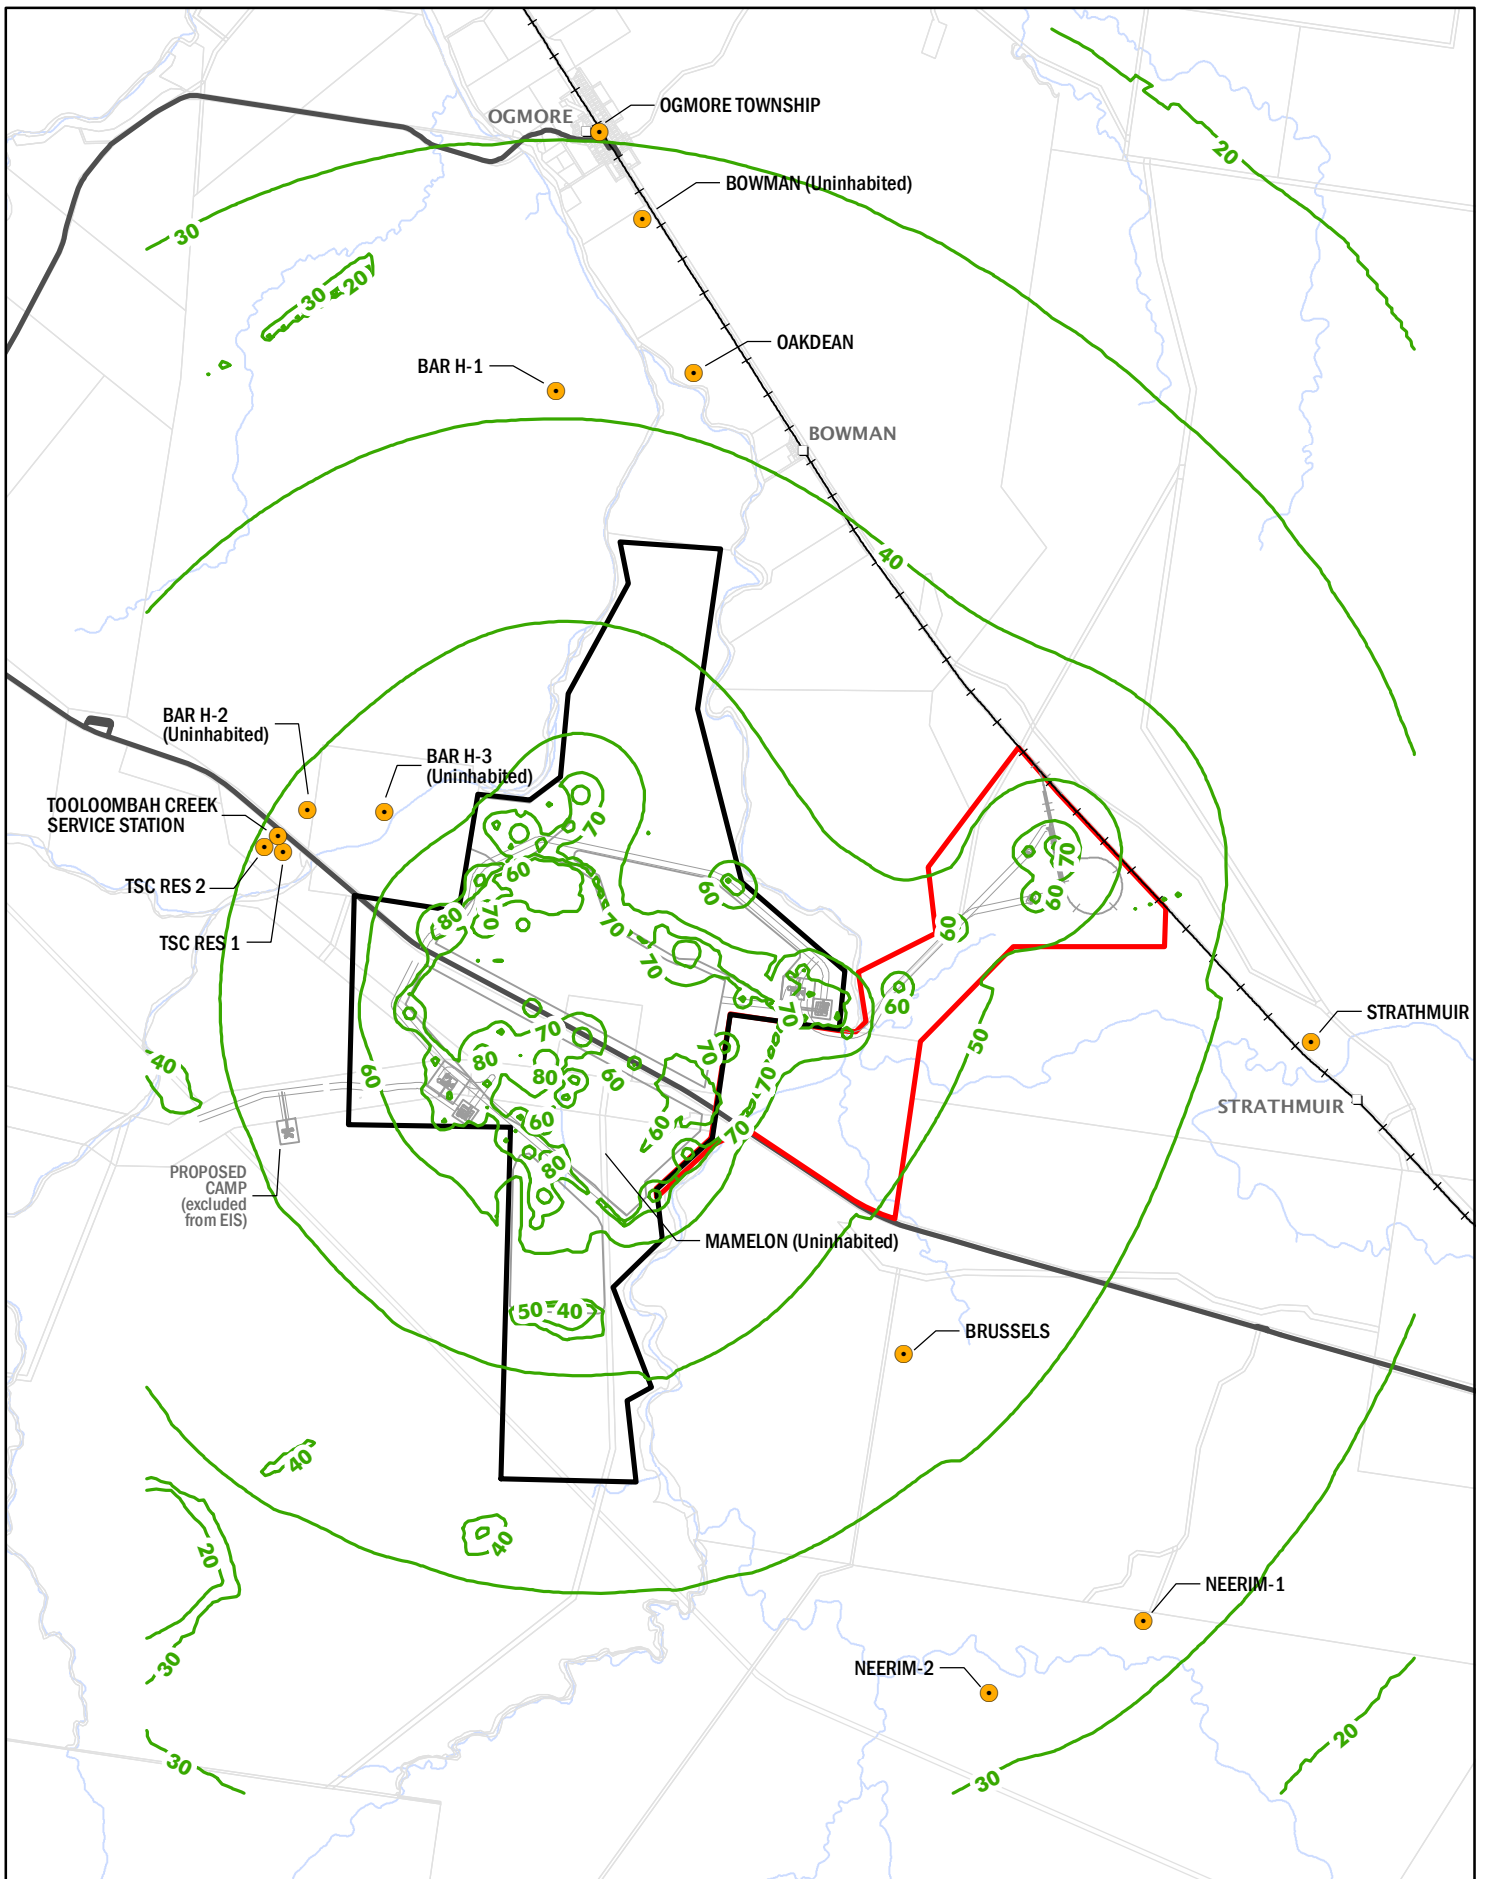 OGMORE TOWNSHIP
OGMORE
20
BOWMAN (Uninhabited)
30
30
20
OAKDEAN
BAR H-1
BOWMAN
40
BAR H-2
(Uninhabited)
BAR H-3
(Uninhabited)
TOOLOOMBAH CREEK
SERVICE STATION
70
70
60
TSC RES 2
60
60
80
70
70
60
TSC RES 1
70
60
70
STRATHMUIR
70
50
70
80
40
60
80
60
70
STRATHMUIR
60
60
70
PROPOSED
CAMP
(excluded
from EIS)
80
MAMELON (Uninhabited)
50
40
BRUSSELS
40
40
20
NEERIM-1
30
NEERIM-2
20
30
30